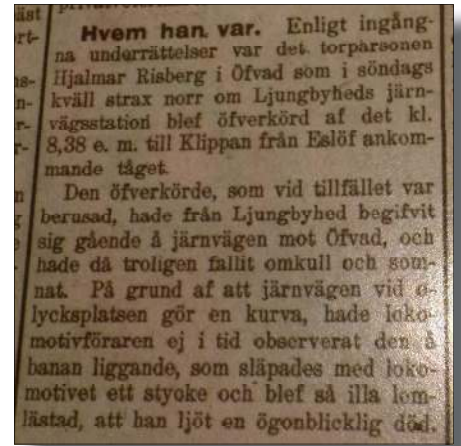 Hvem han var. Enligt ingång-
na underrättelser var det torparsonen
Hjalmar Risberg i Öfvad som i söndags
kväll strax norr om Ljungbyheds järn-
vägsstation blef öfverkörd af det kl.
8,38 e. m. till Klippan från Eslöf ankom-
mande tåget.
Den öfverkörde, som vid tillfället var
berusad, hade från Ljungbyhed begifvit
sig gående å järnvägen mot Öfvad, och
hade då troligen fallit omkull och som-
nat. På grund af att järnvägen vid o-
lycksplatsen gör en kurva, hade loko-
motivföraren ej i tid observerat den å
banan liggande, som släpades med loko-
motivet ett styoke och blef så illa lem-
lästad, att han ljöt en ögonblicklig död.